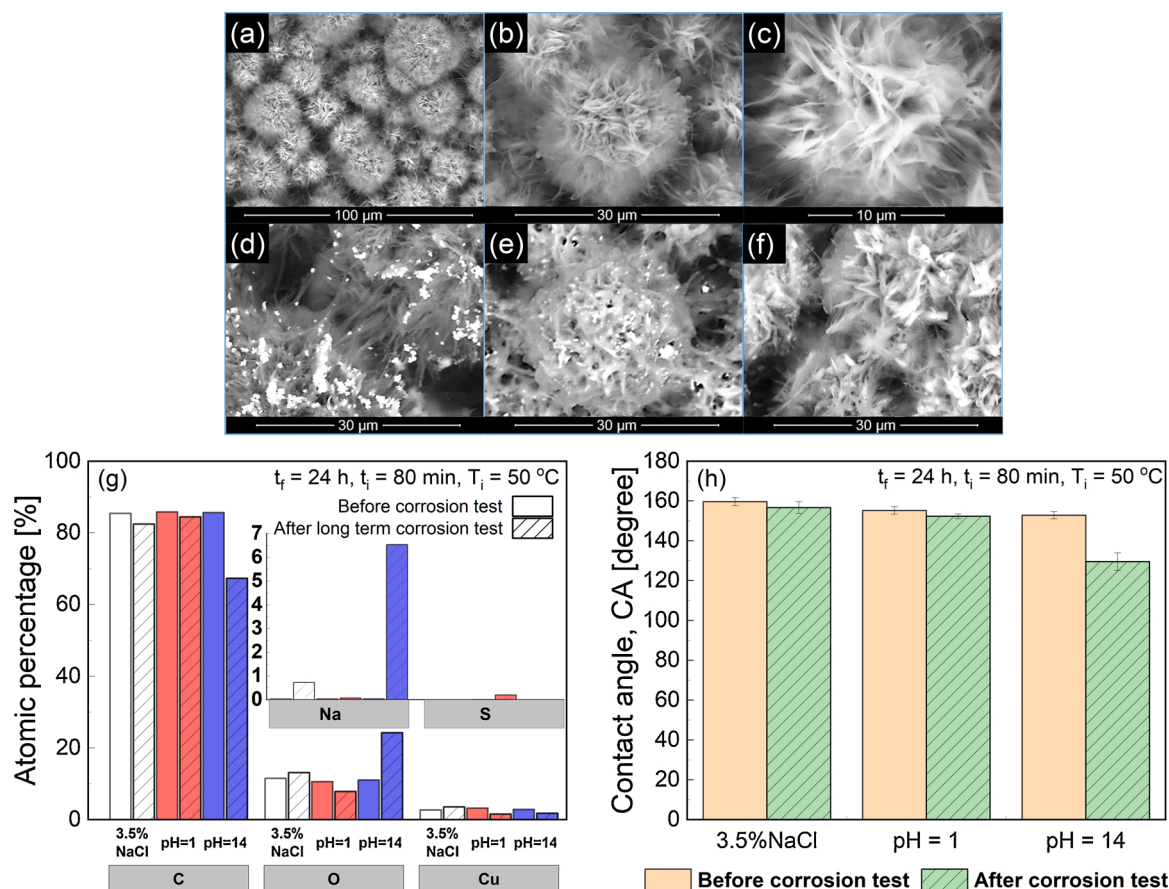 (a)
(b)
(c)
100 µm
30 µm
10 µm
(d)
(e)
(f)
30 µm
30 µm
30 µm
(g)
t_f = 24 h, t_i = 80 min, T_i = 50 °C
Before corrosion test
After long term corrosion test
Atomic percentage [%]
100
80
60
40
20
0
7
6
5
4
3
2
1
0
Na
S
3.5% NaCl
pH=1
pH=14
3.5% NaCl
pH=1
pH=14
3.5% NaCl
pH=1
pH=14
C
O
Cu
(h)
t_f = 24 h, t_i = 80 min, T_i = 50 °C
Contact angle, CA [degree]
180
160
140
120
100
80
60
40
20
0
3.5%NaCl
pH = 1
pH = 14
Before corrosion test
After corrosion test